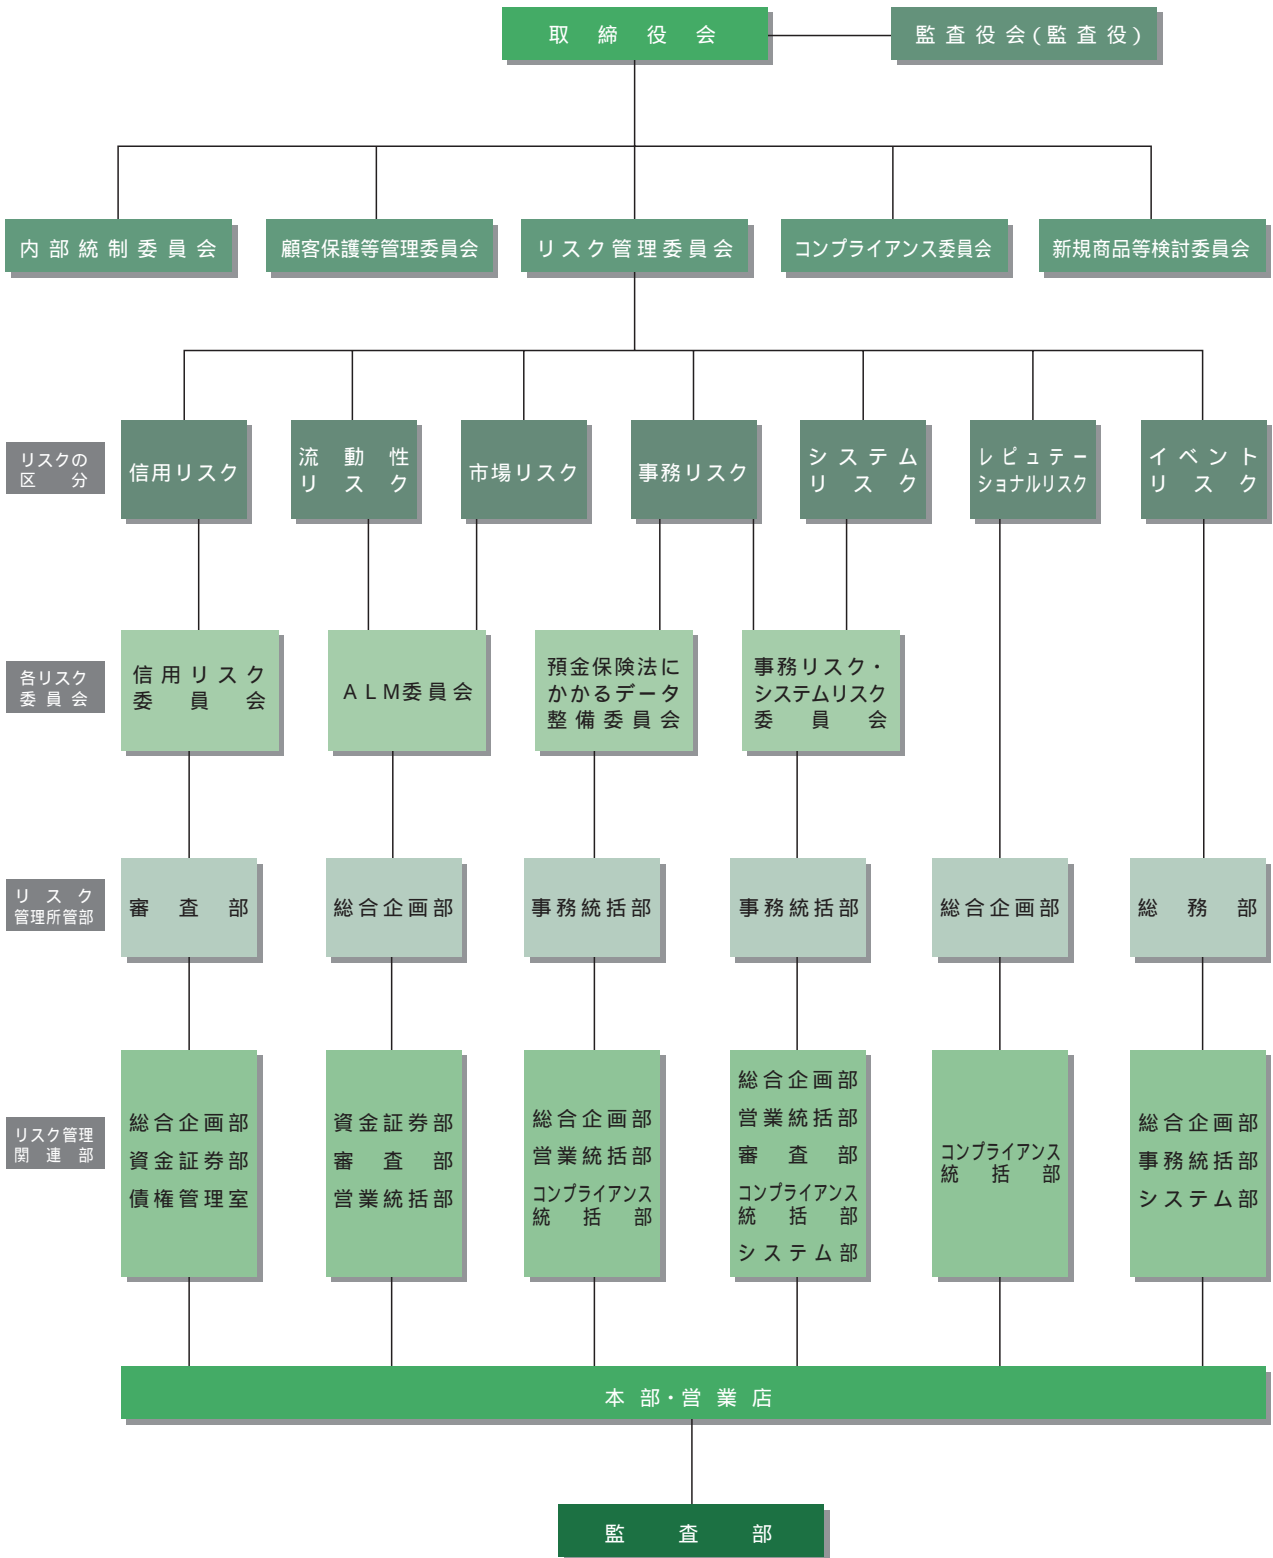 取締役会
監査役会(監査役)
内部統制委員会
顧客保護等管理委員会
リスク管理委員会
コンプライアンス委員会
新規商品等検討委員会
リスクの
区分
信用リスク
流動性
リスク
市場リスク
事務リスク
システム
リスク
レピュテー
ショナルリスク
イベント
リスク
各リスク
委員会
信用リスク
委員会
ALM委員会
預金保険法に
かかるデータ
整備委員会
事務リスク・
システムリスク
委員会
リスク
管理所管部
審査部
総合企画部
事務統括部
事務統括部
総合企画部
総務部
リスク管理
関連部
総合企画部
資金証券部
債権管理室
資金証券部
審査部
営業統括部
総合企画部
営業統括部
コンプライアンス
統括部
総合企画部
営業統括部
審査部
コンプライアンス
統括部
システム部
コンプライアンス
統括部
総合企画部
事務統括部
システム部
本部・営業店
監査部